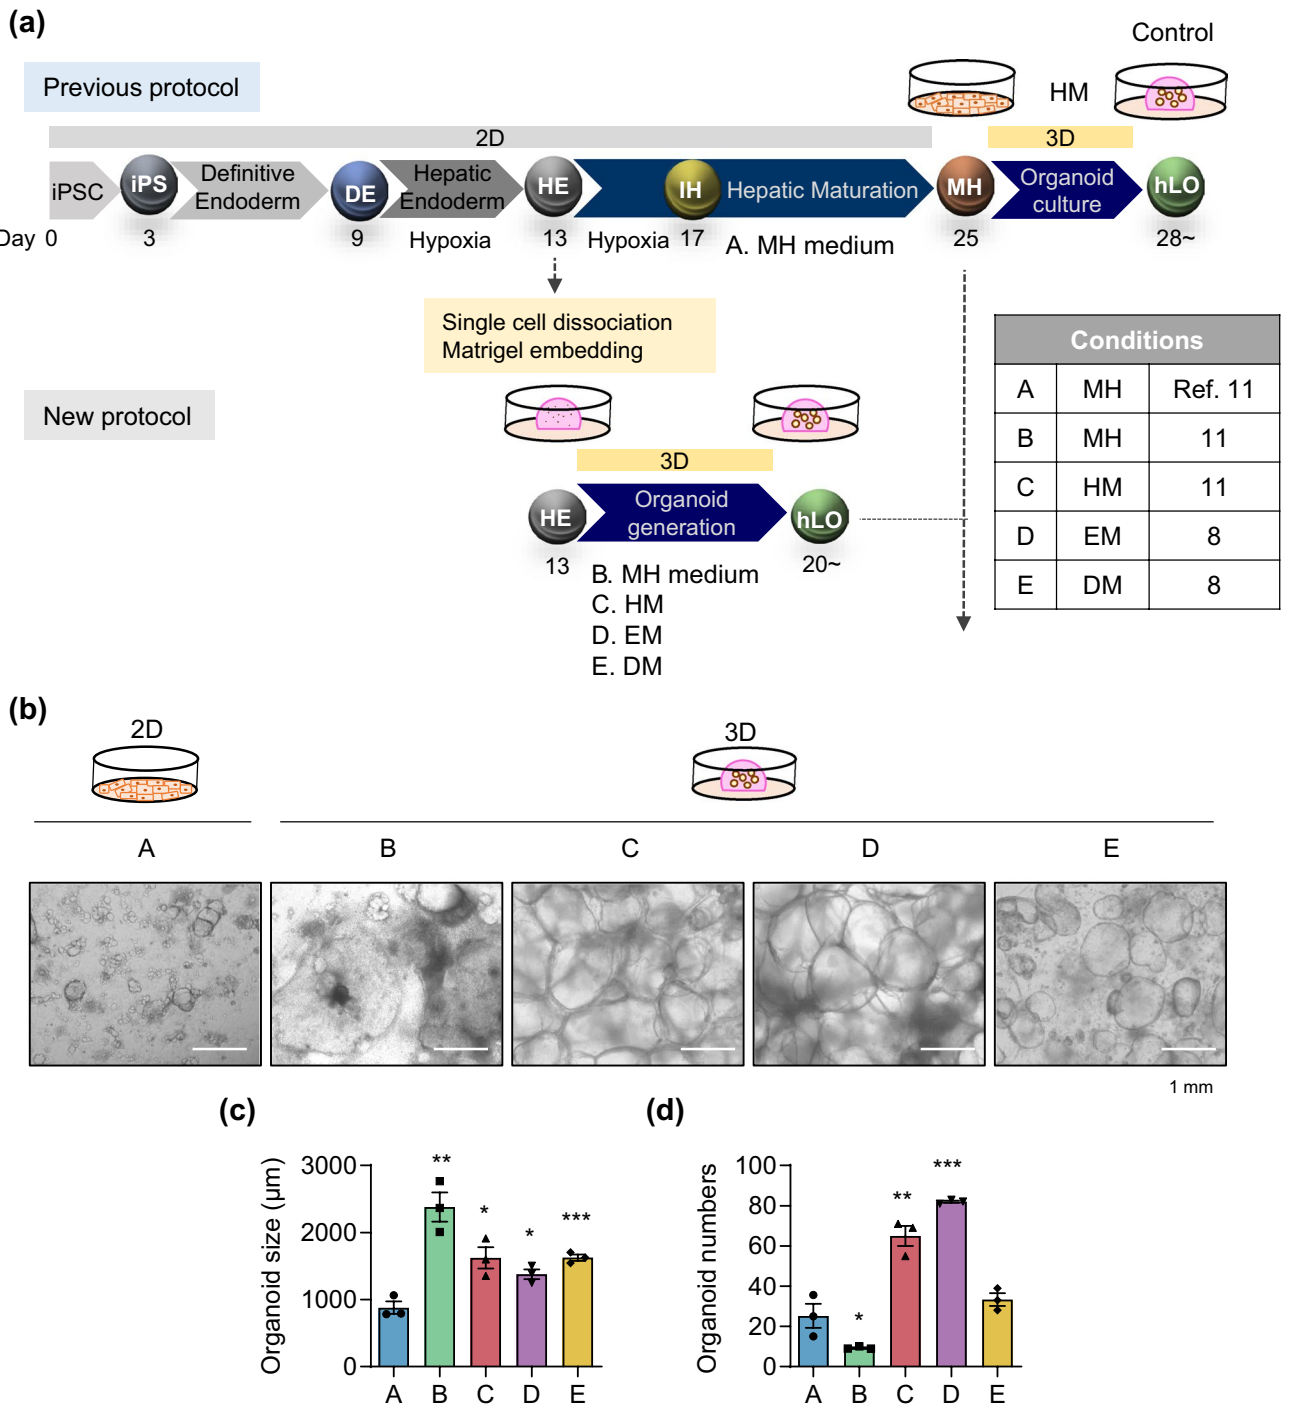 (a)
Control
Previous protocol
HM
2D
3D
iPSC
iPS
Definitive
Endoderm
DE
Hepatic
Endoderm
HE
IH
Hepatic Maturation
MH
Organoid
culture
hLO
Day 0
3
9
Hypoxia
13
Hypoxia
17
A. MH medium
25
28~
Single cell dissociation
Matrigel embedding
New protocol
3D
HE
Organoid
generation
hLO
13
20~
B. MH medium
C. HM
D. EM
E. DM
Conditions
A MH Ref. 11
B MH 11
C HM 11
D EM 8
E DM 8
(b)
2D
3D
A B C D E
1 mm
(c)
Organoid size (μm)
3000
2000
1000
0
** * * ***
A B C D E
(d)
Organoid numbers
100
80
60
40
20
0
* ** ***
A B C D E